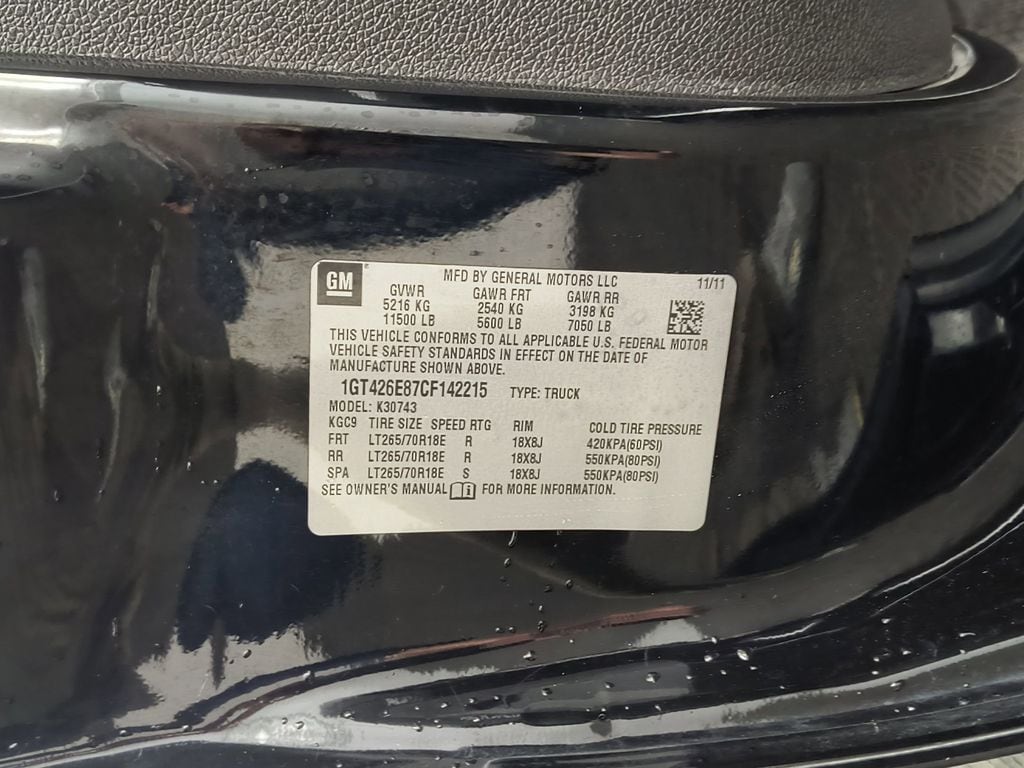 GM
MFD BY GENERAL MOTORS LLC 11/11
GVWR GAWR FRT GAWR RR
5216 KG 2540 KG 3198 KG
11500 LB 5600 LB 7050 LB
THIS VEHICLE CONFORMS TO ALL APPLICABLE U.S. FEDERAL MOTOR
VEHICLE SAFETY STANDARDS IN EFFECT ON THE DATE OF
MANUFACTURE SHOWN ABOVE.
1GT426E87CF142215 TYPE: TRUCK
MODEL: K30743
KGC9 TIRE SIZE SPEED RTG RIM COLD TIRE PRESSURE
FRT LT265/70R18E R 18X8J 420KPA(60PSI)
RR LT265/70R18E R 18X8J 550KPA(80PSI)
SPA LT265/70R18E S 18X8J 550KPA(80PSI)
SEE OWNER'S MANUAL FOR MORE INFORMATION.